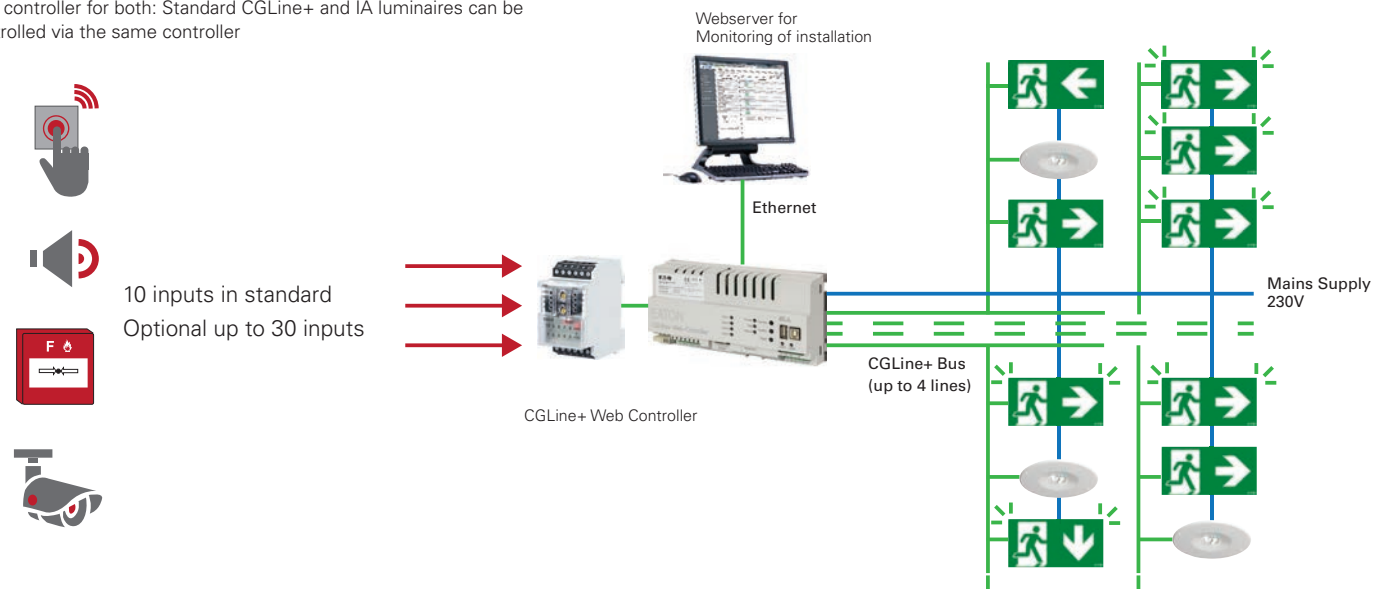 controller for both: Standard CGLine+ and IA luminaires can be
rolled via the same controller
Webserver for
Monitoring of installation
Ethernet
10 inputs in standard
Optional up to 30 inputs
F
EATON
Mains Supply
230V
CGLine+ Bus
(up to 4 lines)
CGLine+ Web Controller